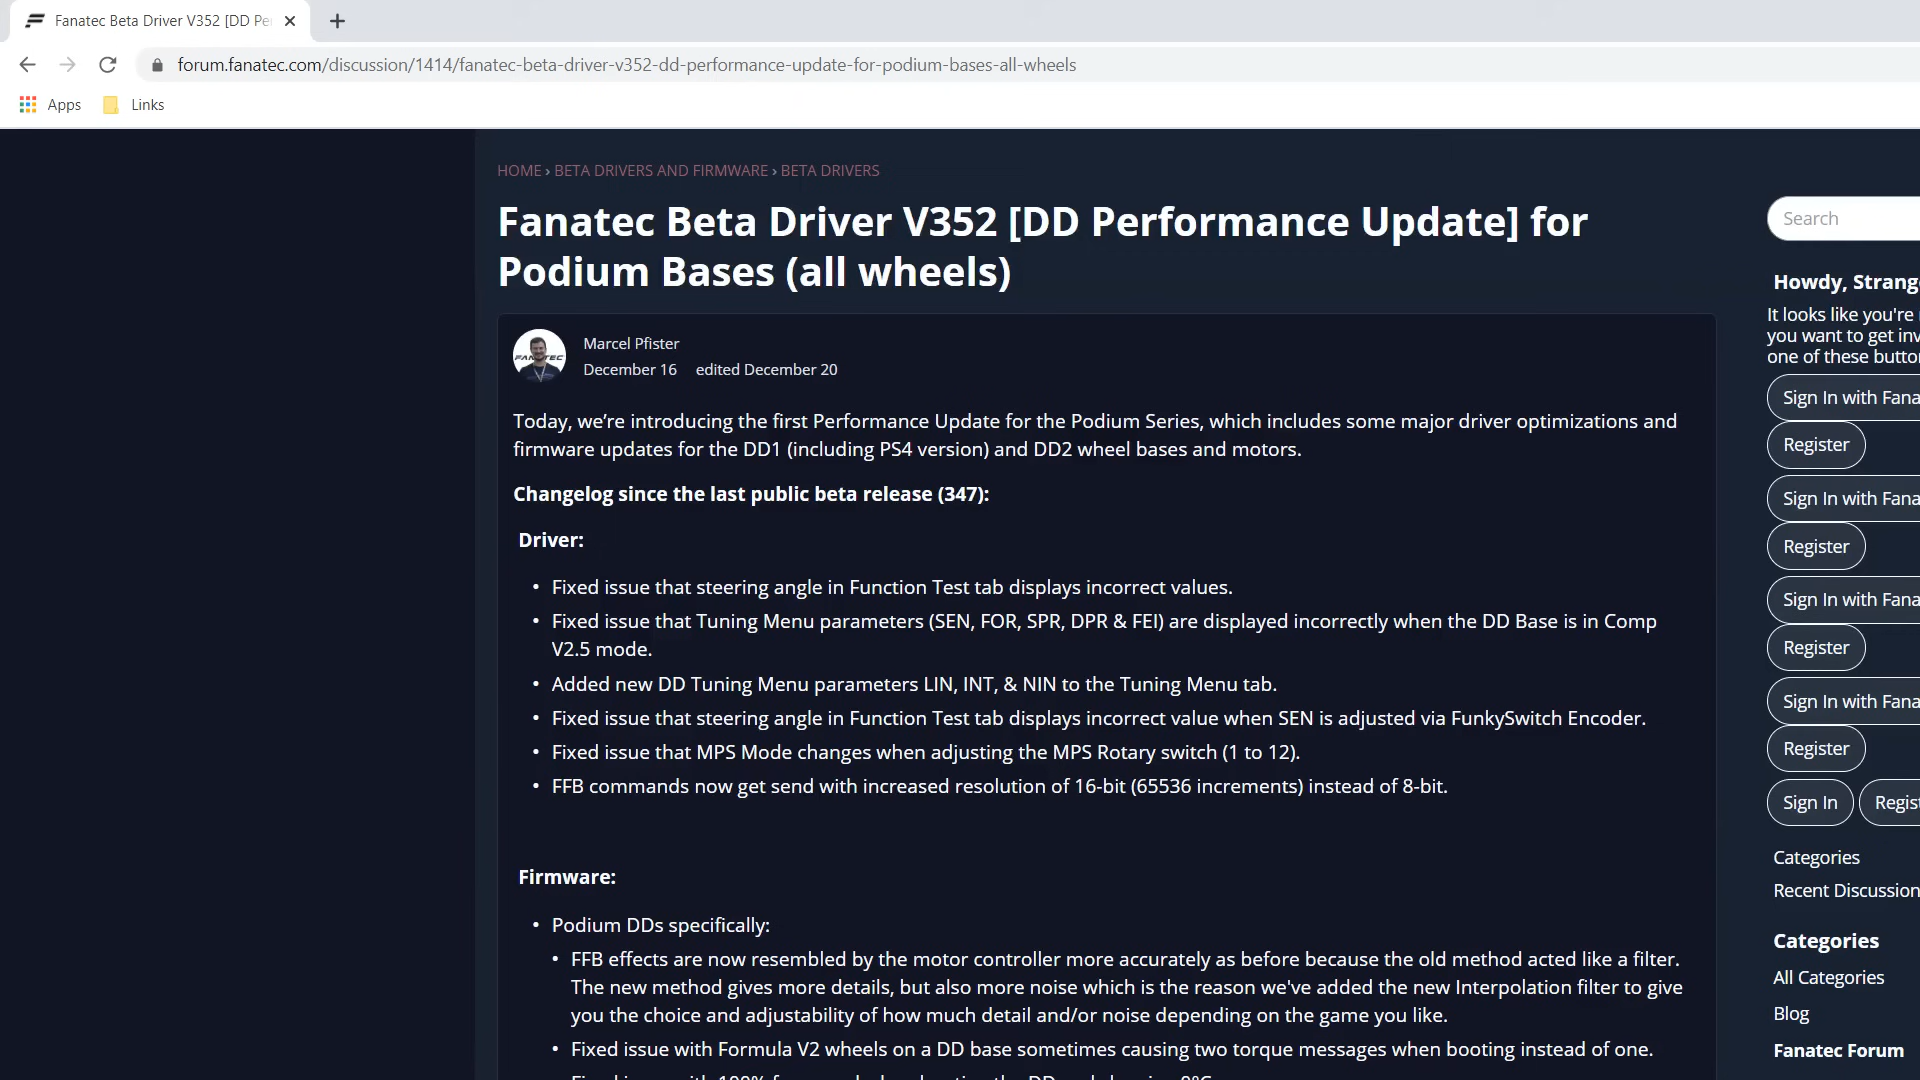 Fanatec Beta Driver V352 [DD Pe
forum.fanatec.com/discussion/1414/fanatec-beta-driver-v352-dd-performance-update-for-podium-bases-all-wheels
Apps
Links
HOME › BETA DRIVERS AND FIRMWARE › BETA DRIVERS
Fanatec Beta Driver V352 [DD Performance Update] for
Podium Bases (all wheels)
FANATEC
Marcel Pfister
December 16 edited December 20
Today, we’re introducing the first Performance Update for the Podium Series, which includes some major driver optimizations and
firmware updates for the DD1 (including PS4 version) and DD2 wheel bases and motors.
Changelog since the last public beta release (347):
Driver:
• Fixed issue that steering angle in Function Test tab displays incorrect values.
• Fixed issue that Tuning Menu parameters (SEN, FOR, SPR, DPR & FEI) are displayed incorrectly when the DD Base is in Comp
V2.5 mode.
• Added new DD Tuning Menu parameters LIN, INT, & NIN to the Tuning Menu tab.
• Fixed issue that steering angle in Function Test tab displays incorrect value when SEN is adjusted via FunkySwitch Encoder.
• Fixed issue that MPS Mode changes when adjusting the MPS Rotary switch (1 to 12).
• FFB commands now get send with increased resolution of 16-bit (65536 increments) instead of 8-bit.
Firmware:
• Podium DDs specifically:
• FFB effects are now resembled by the motor controller more accurately as before because the old method acted like a filter.
The new method gives more details, but also more noise which is the reason we've added the new Interpolation filter to give
you the choice and adjustability of how much detail and/or noise depending on the game you like.
• Fixed issue with Formula V2 wheels on a DD base sometimes causing two torque messages when booting instead of one.
Search
Howdy, Strang
It looks like you're
you want to get inv
one of these butto
Sign In with Fana
Register
Sign In with Fana
Register
Sign In with Fana
Register
Sign In with Fana
Register
Sign In Regist
Categories
Recent Discussion
Categories
All Categories
Blog
Fanatec Forum